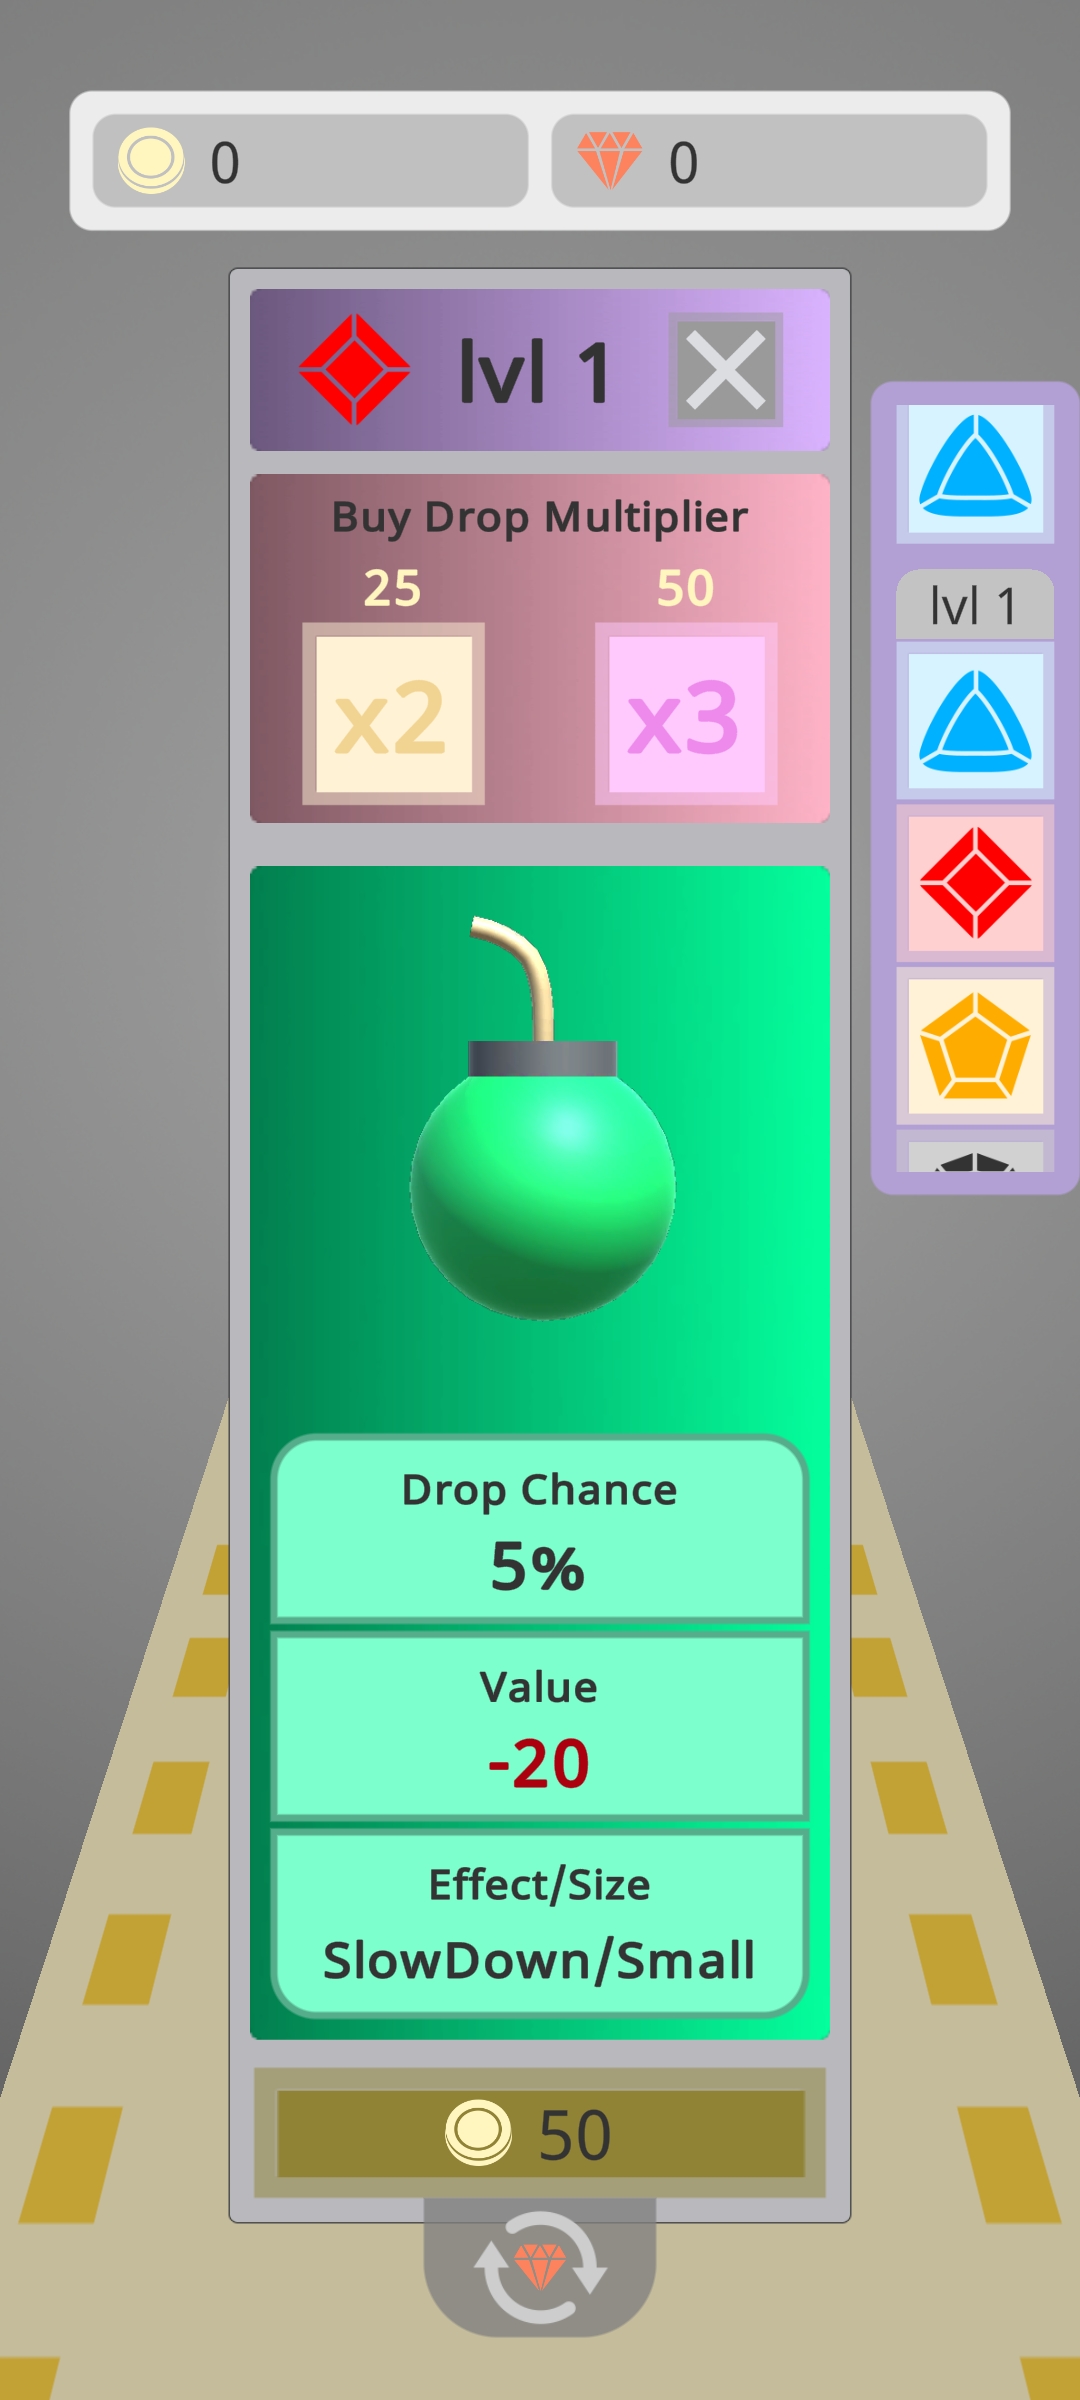 0
0
lvl 1
Buy Drop Multiplier
25
50
x2
x3
lvl 1
Drop Chance
5%
Value
-20
Effect/Size
SlowDown/Small
50